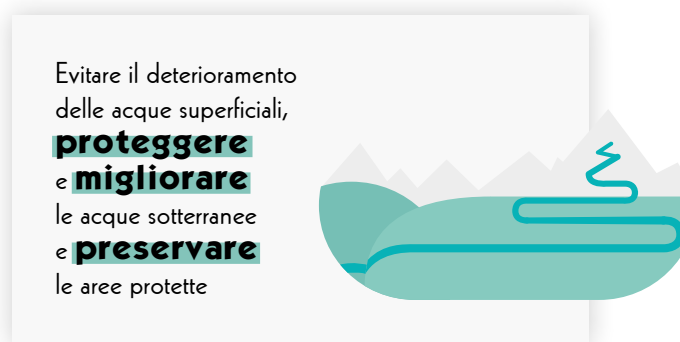 Evitare il deterioramento
delle acque superficiali,
proteggere
e migliorare
le acque sotterranee
e preservare
le aree protette